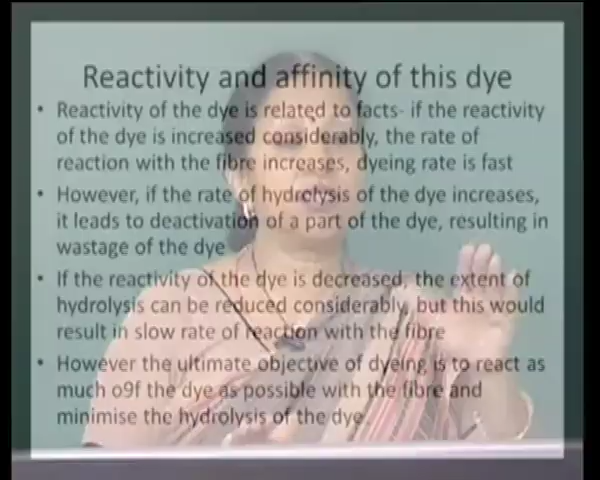 Reactivity and affinity of this dye
• Reactivity of the dye is related to facts- if the reactivity
of the dye is increased considerably, the rate of
reaction with the fibre increases, dyeing rate is fast
• However, if the rate of hydrolysis of the dye increases,
it leads to deactivation of a part of the dye, resulting in
wastage of the dye
• If the reactivity of the dye is decreased, the extent of
hydrolysis can be reduced considerably, but this would
result in slow rate of reaction with the fibre
• However the ultimate objective of dyeing is to react as
much o9f the dye as possible with the fibre and
minimise the hydrolysis of the dye.